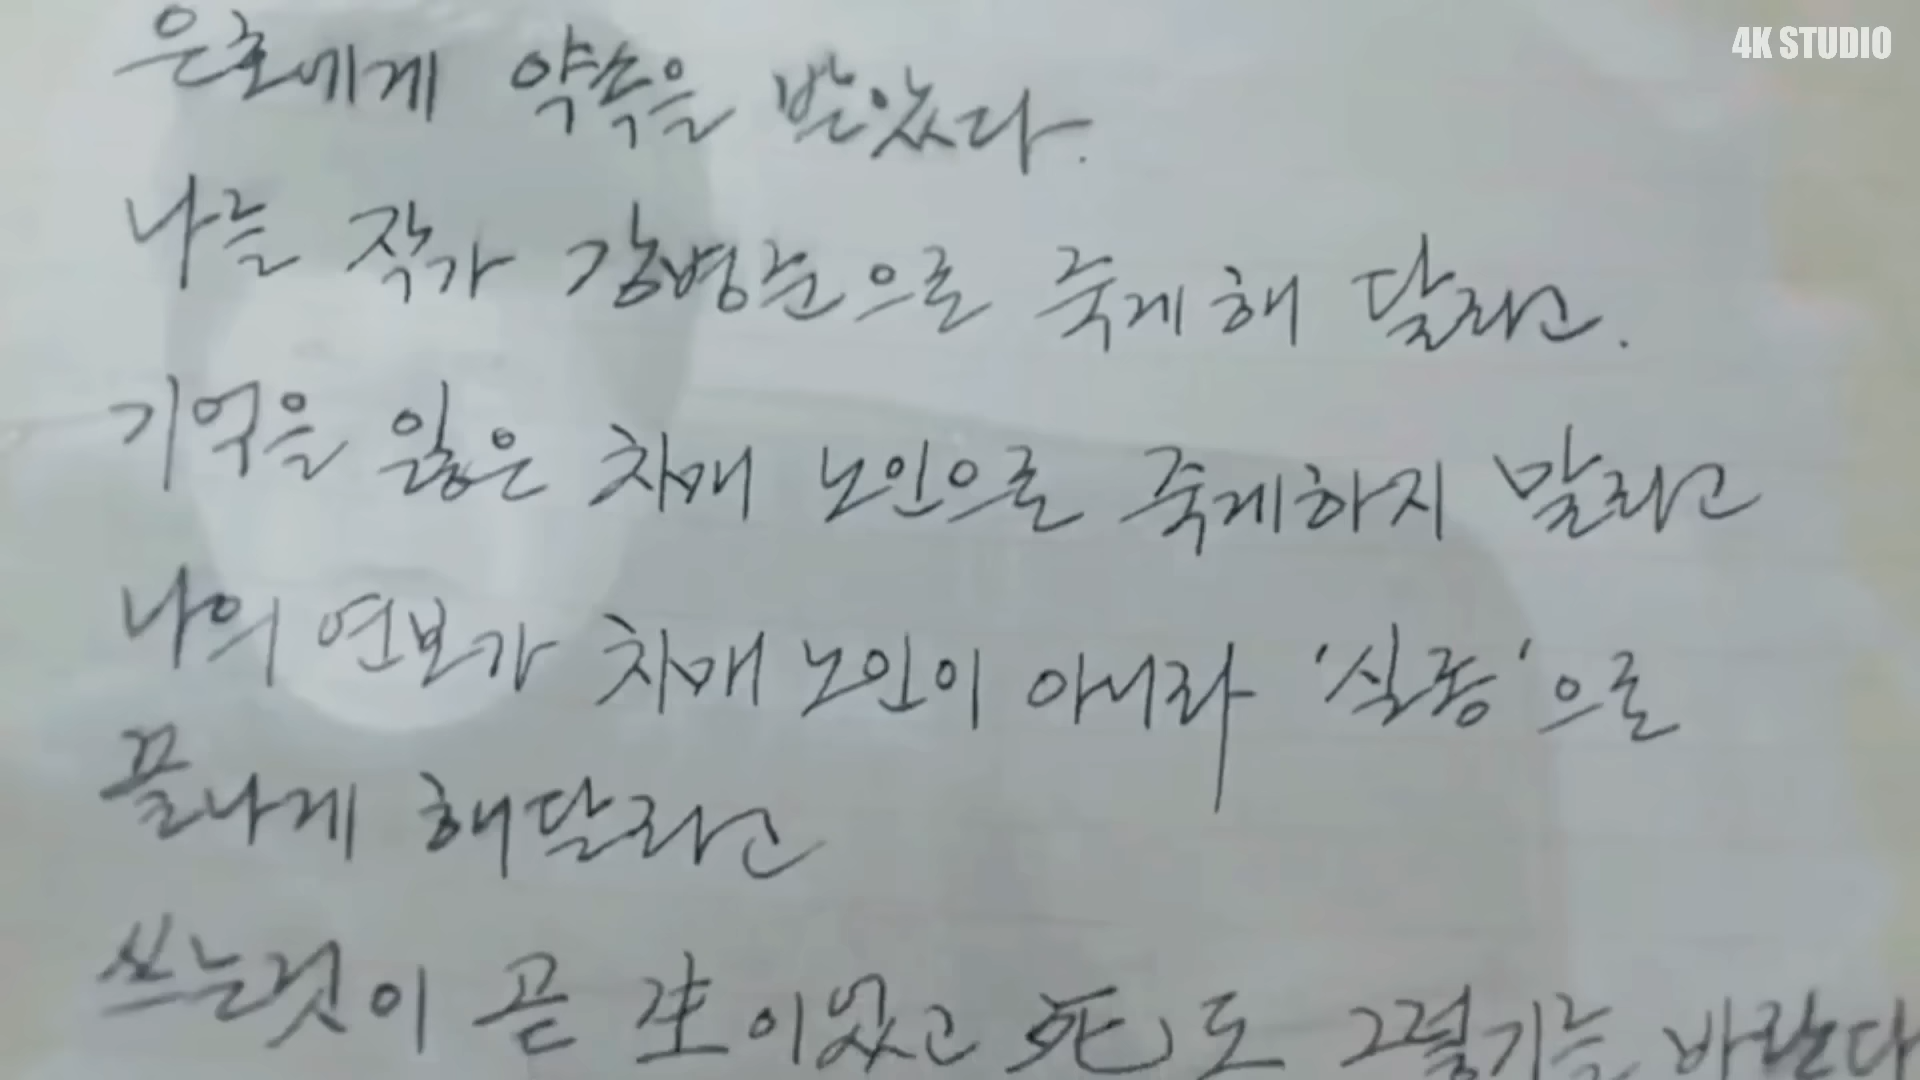 4K STUDIO
은호에게 약속을 받았다.
나를 작가 강병준으로 죽게 해 달라고.
기억을 잃은 치매 노인으로 죽게하지 말라고
나의 연보가 치매 노인이 아니라 '실종'으로
끝나게 해달라고
쓰는것이 곧 生이었고 死도 그렇기를 바란다